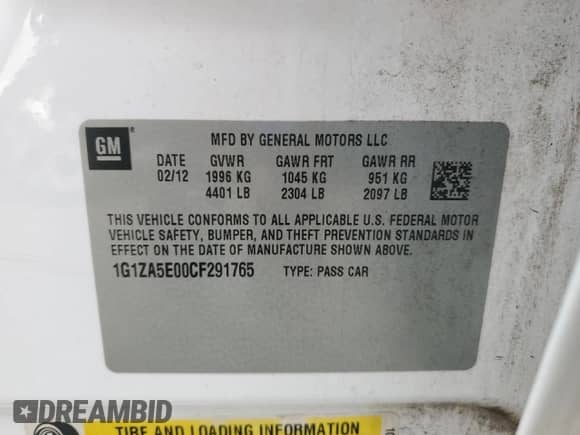 GM ®
MFD BY GENERAL MOTORS LLC
DATE GVWR GAWR FRT GAWR RR
02/12 1996 KG 1045 KG 951 KG
4401 LB 2304 LB 2097 LB
THIS VEHICLE CONFORMS TO ALL APPLICABLE U.S. FEDERAL MOTOR
VEHICLE SAFETY, BUMPER, AND THEFT PREVENTION STANDARDS IN
EFFECT ON THE DATE OF MANUFACTURE SHOWN ABOVE.
1G1ZA5E00CF291765 TYPE: PASS CAR
TIRE AND LOADING INFORMATION
DREAMBID